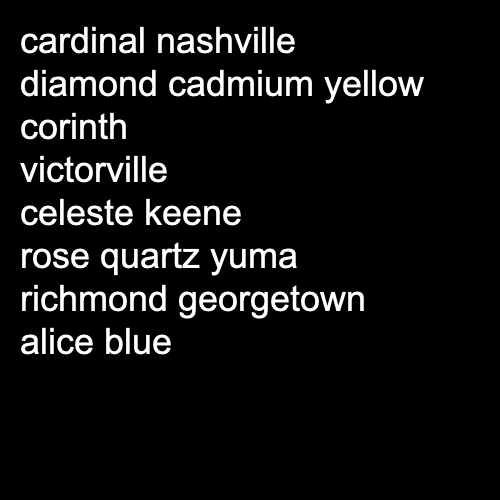 cardinal nashville
diamond cadmium yellow
corinth
victorville
celeste keene
rose quartz yuma
richmond georgetown
alice blue